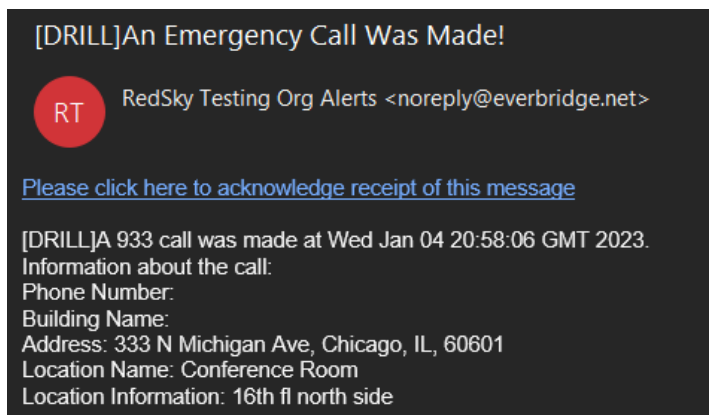 [DRILL]An Emergency Call Was Made!
RT
RedSky Testing Org Alerts <noreply@everbridge.net>
Please click here to acknowledge receipt of this message
[DRILL]A 933 call was made at Wed Jan 04 20:58:06 GMT 2023.
Information about the call:
Phone Number:
Building Name:
Address: 333 N Michigan Ave, Chicago, IL, 60601
Location Name: Conference Room
Location Information: 16th fl north side